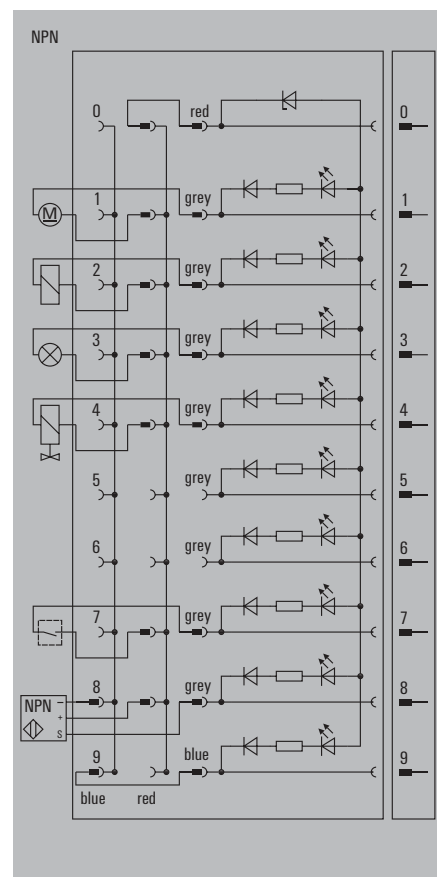 NPN
0 red 0
M 1 grey 1
2 grey 2
3 grey 3
4 grey 4
5 grey 5
6 grey 6
7 grey 7
8 grey 8
NPN − + S
9 blue 9
blue red